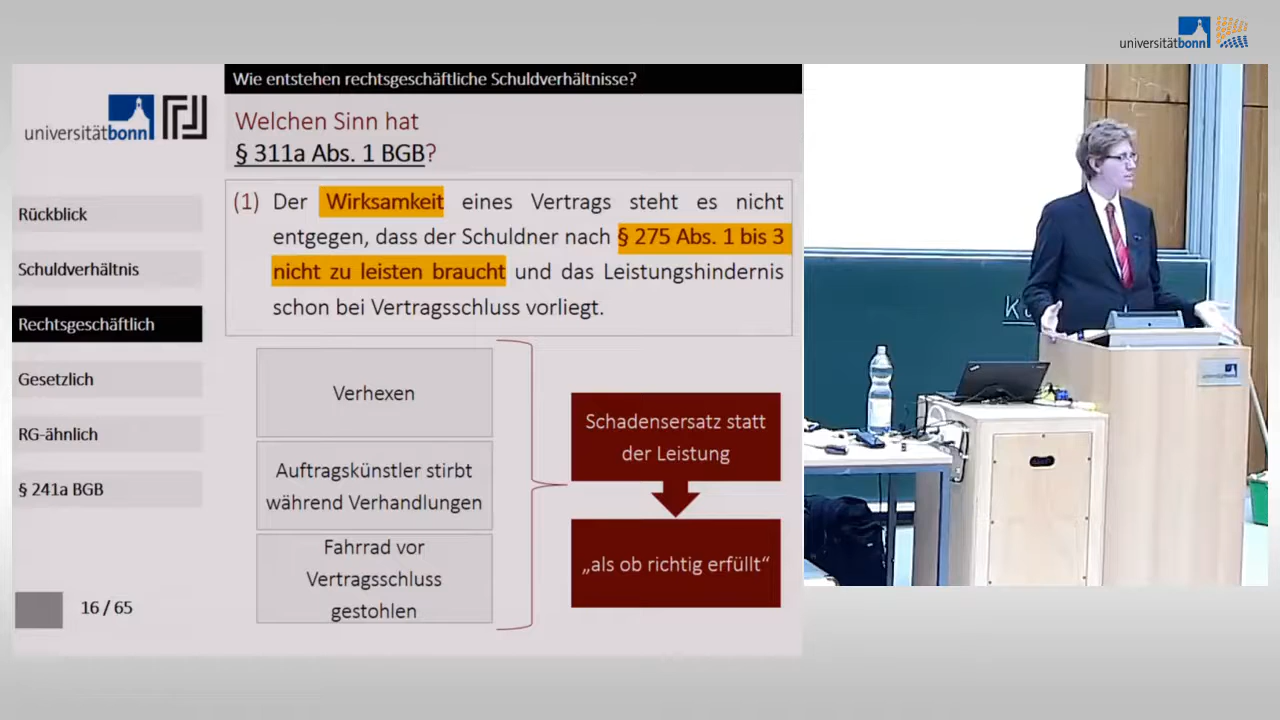 universitätbonn
Wie entstehen rechtsgeschäftliche Schuldverhältnisse?
universitätbonn
Welchen Sinn hat
§ 311a Abs. 1 BGB?
(1) Der Wirksamkeit eines Vertrags steht es nicht
entgegen, dass der Schuldner nach § 275 Abs. 1 bis 3
nicht zu leisten braucht und das Leistungshindernis
schon bei Vertragsschluss vorliegt.
Rückblick
Schuldverhältnis
Rechtsgeschäftlich
Gesetzlich
RG-ähnlich
§ 241a BGB
16 / 65
Verhexen
Auftragskünstler stirbt
während Verhandlungen
Fahrrad vor
Vertragsschluss
gestohlen
Schadensersatz statt
der Leistung
„als ob richtig erfüllt“